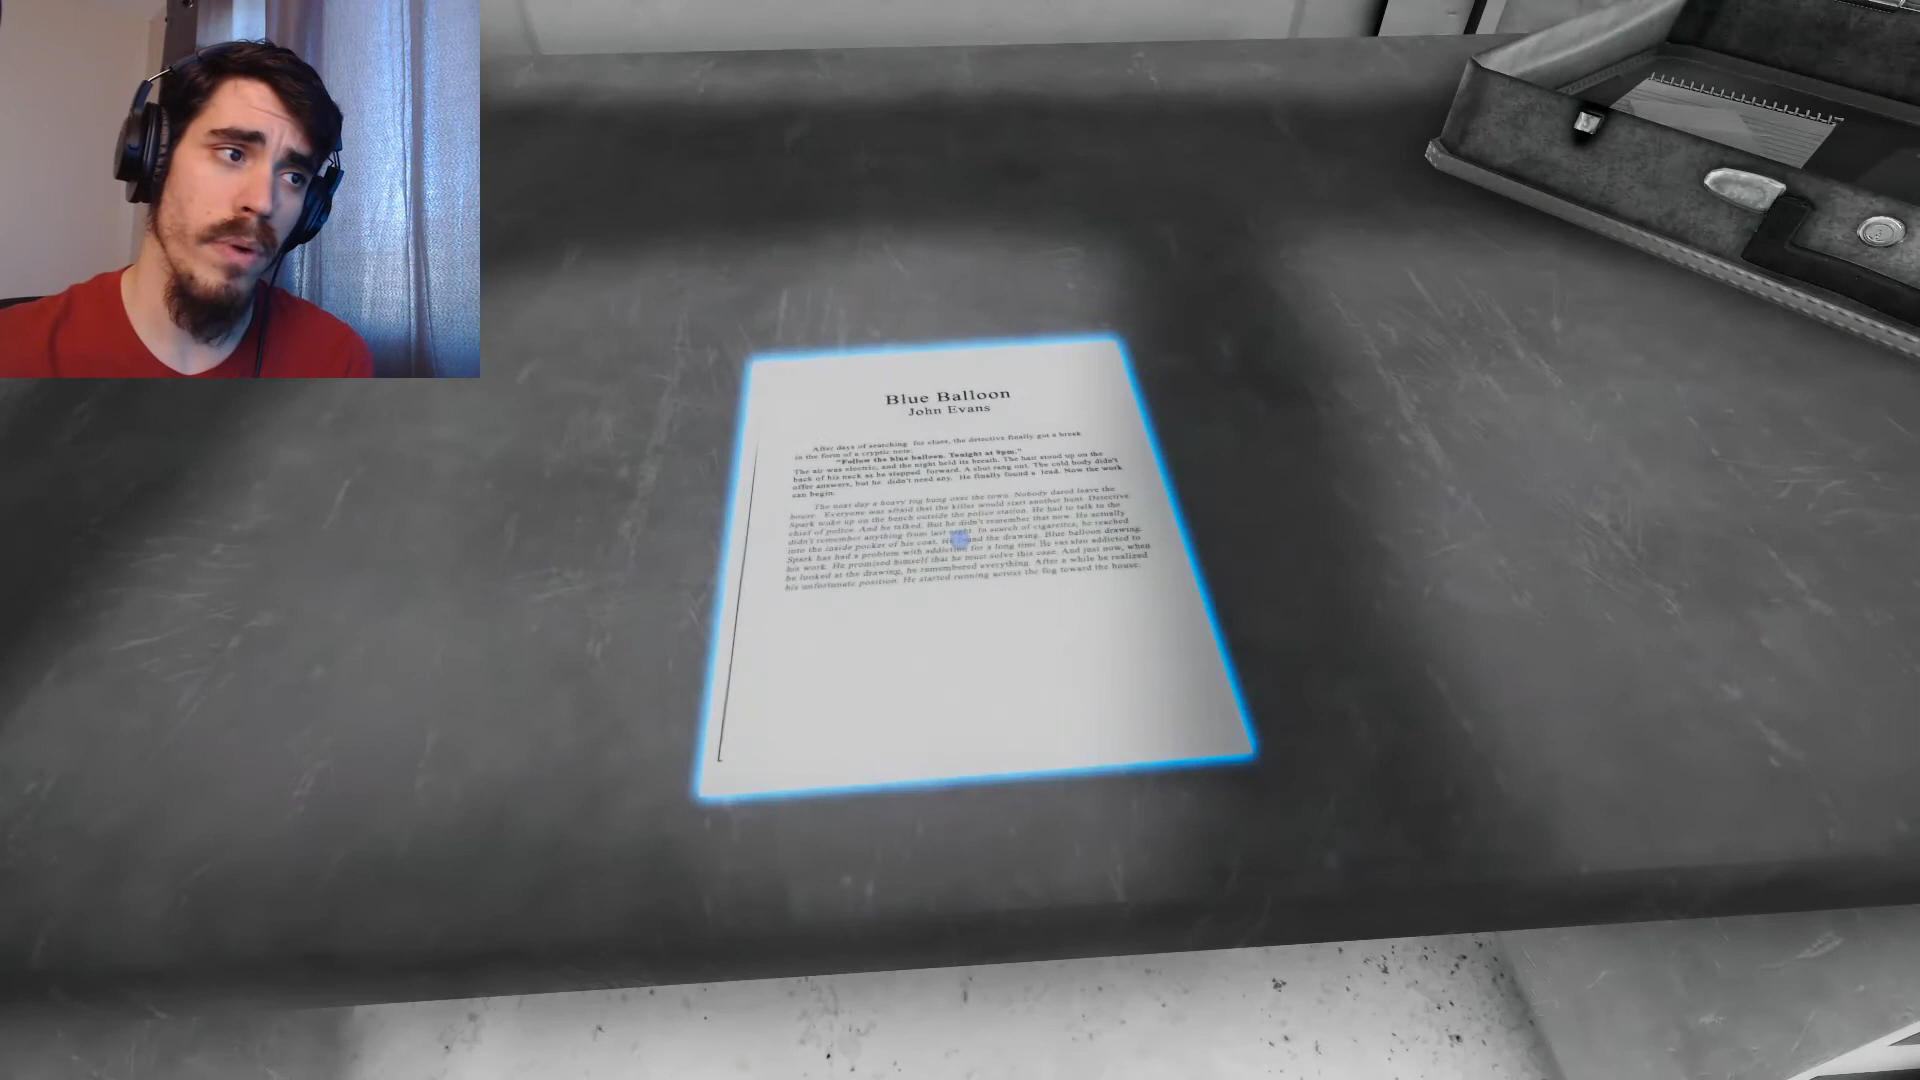 Blue Balloon
John Evans
After days of searching for clues, the detective finally got a break
in the form of a cryptic note:
"Follow the blue balloon. Tonight at 9pm."
The air was electric, and the night held its breath. The hair stood up on the
back of his neck as he stepped forward. A shot rang out. The cold body didn't
offer answers, but he didn't need any. He finally found a lead. Now the work
can begin.
The next day a heavy fog hung over the town. Nobody dared leave the
house. Everyone was afraid that the killer would start another hunt. Detective
Spark woke up on the bench outside the police station. He had to talk to the
chief of police. And he talked. But he didn't remember that now. He actually
didn't remember anything from last night. In search of cigarettes, he reached
into the inside pocket of his coat. He found the drawing. Blue balloon drawing.
Spark has had a problem with addiction for a long time. He was also addicted to
his work. He promised himself that he must solve this case. And just now, when
he looked at the drawing, he remembered everything. After a while he realized
his unfortunate position. He started running across the fog toward the house.